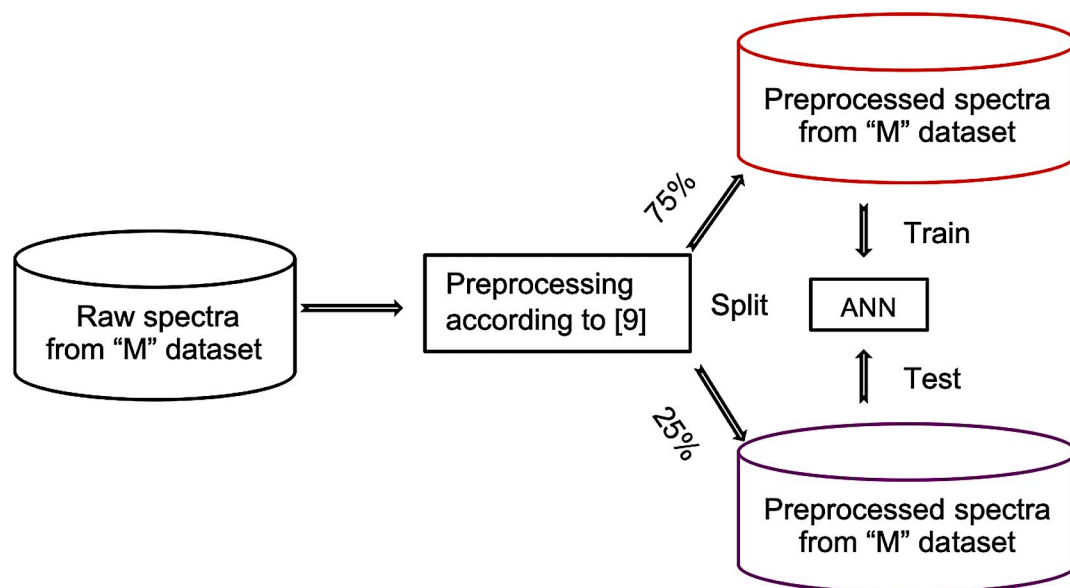 Preprocessed spectra
from “M” dataset
75%
Train
Raw spectra
from “M” dataset
Preprocessing
according to [9]
Split
ANN
Test
25%
Preprocessed spectra
from “M” dataset